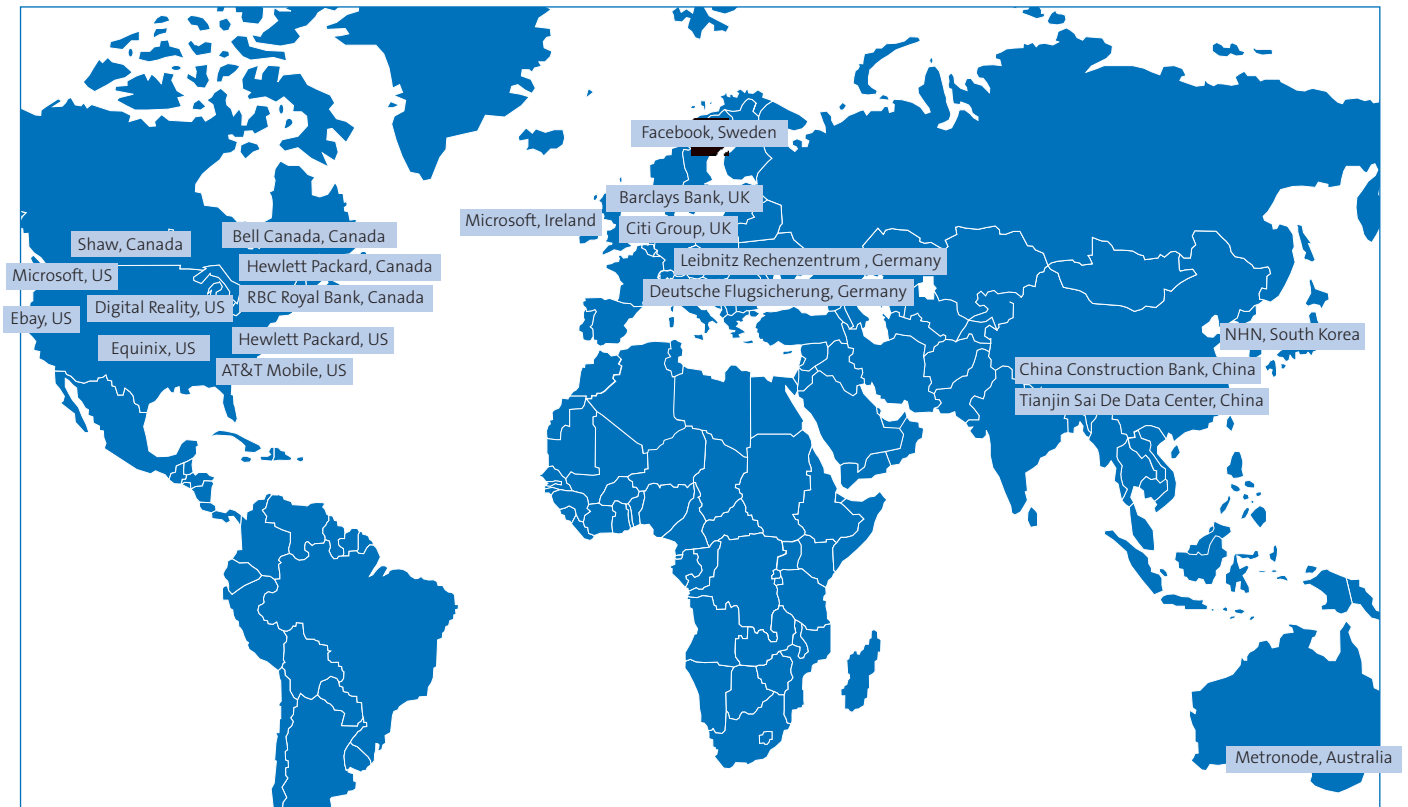 Facebook, Sweden
Barclays Bank, UK
Microsoft, Ireland
Citi Group, UK
Bell Canada, Canada
Shaw, Canada
Leibnitz Rechenzentrum , Germany
Hewlett Packard, Canada
Microsoft, US
Deutsche Flugsicherung, Germany
RBC Royal Bank, Canada
Digital Reality, US
Ebay, US
NHN, South Korea
Hewlett Packard, US
Equinix, US
AT&T Mobile, US
China Construction Bank, China
Tianjin Sai De Data Center, China
Metronode, Australia